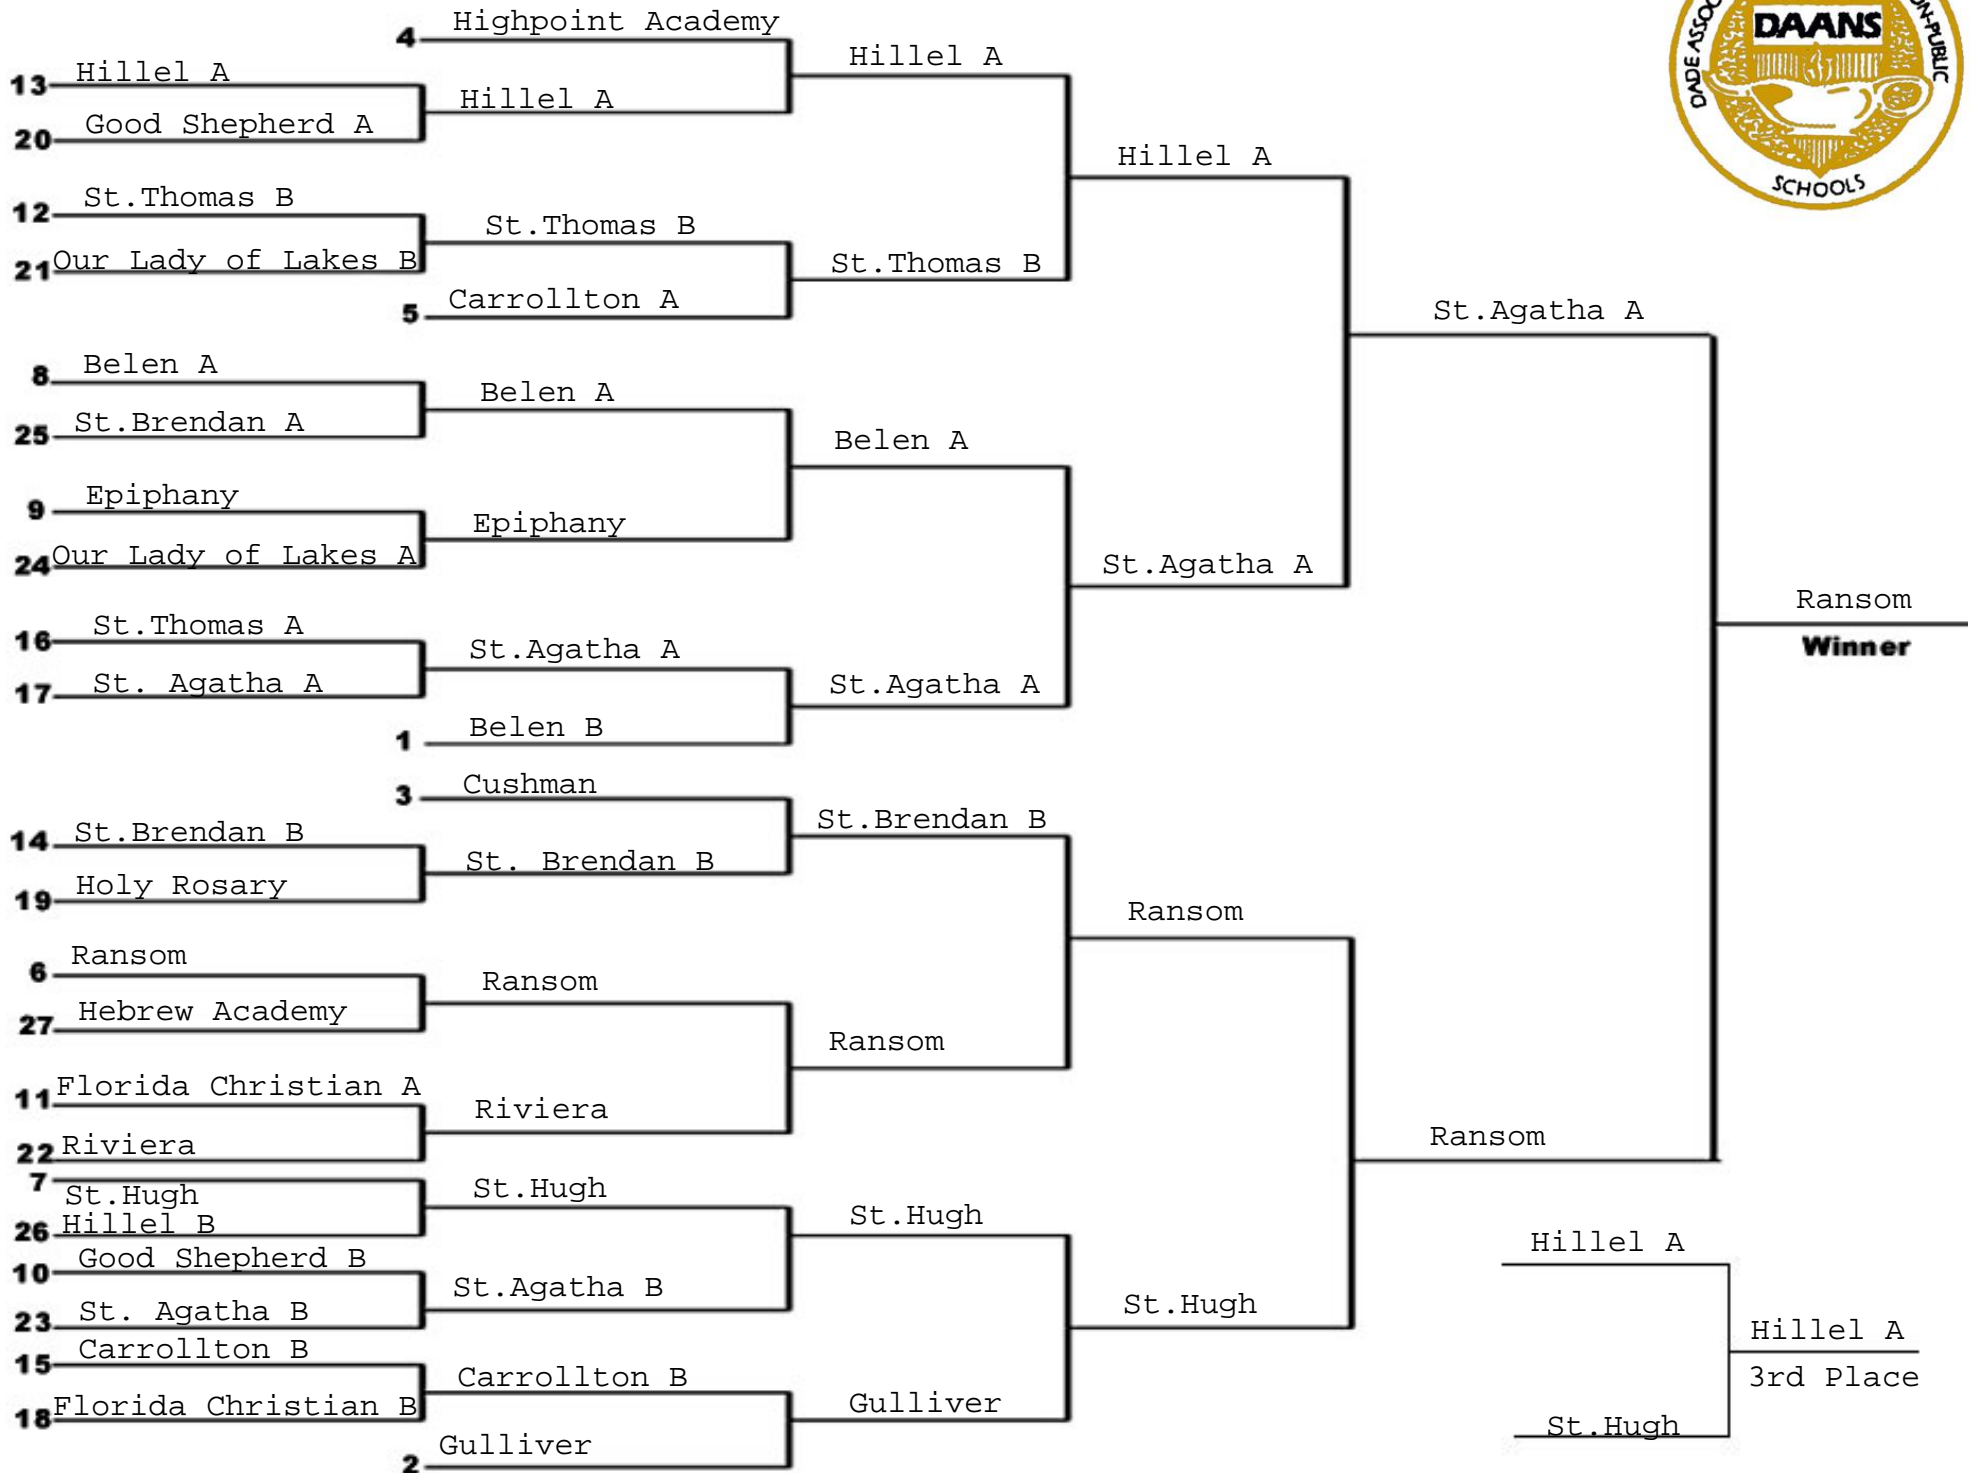 4 Highpoint Academy
13 Hillel A
20 Good Shepherd A
Hillel A
Hillel A
12 St.Thomas B
21 Our Lady of Lakes B
St.Thomas B
5 Carrollton A
St.Thomas B
Hillel A
8 Belen A
25 St.Brendan A
Belen A
9 Epiphany
24 Our Lady of Lakes A
Epiphany
Belen A
16 St.Thomas A
17 St. Agatha A
St.Agatha A
1 Belen B
St.Agatha A
St.Agatha A
St.Agatha A
3 Cushman
14 St.Brendan B
19 Holy Rosary
St. Brendan B
St.Brendan B
6 Ransom
27 Hebrew Academy
Ransom
11 Florida Christian A
22 Riviera
Riviera
Ransom
Ransom
7 St.Hugh
26 Hillel B
St.Hugh
10 Good Shepherd B
23 St. Agatha B
St.Agatha B
St.Hugh
15 Carrollton B
18 Florida Christian B
Carrollton B
2 Gulliver
Gulliver
St.Hugh
Ransom
Ransom
Winner
Hillel A
St.Hugh
Hillel A
3rd Place
DAANS
DADE ASSOC
ON-PUBLIC
SCHOOLS